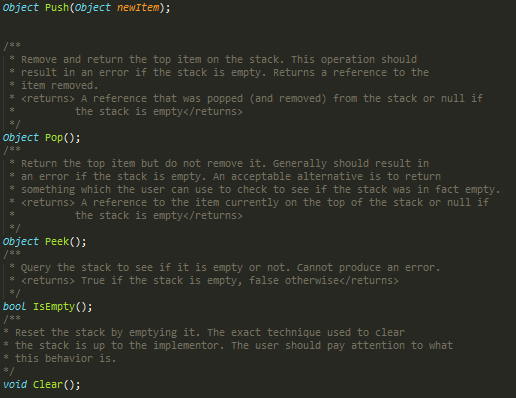 Object Push(Object newItem);
/**
 * Remove and return the top item on the stack. This operation should
 * result in an error if the stack is empty. Returns a reference to the
 * item removed.
 * <returns> A reference that was popped (and removed) from the stack or null if
 *         the stack is empty</returns>
 */
Object Pop();
/**
 * Return the top item but do not remove it. Generally should result in
 * an error if the stack is empty. An acceptable alternative is to return
 * something which the user can use to check to see if the stack was in fact empty.
 * <returns> A reference to the item currently on the top of the stack or null if
 *         the stack is empty</returns>
 */
Object Peek();
/**
 * Query the stack to see if it is empty or not. Cannot produce an error.
 * <returns> True if the stack is empty, false otherwise</returns>
 */
bool IsEmpty();
/**
* Reset the stack by emptying it. The exact technique used to clear
* the stack is up to the implementor. The user should pay attention to what
* this behavior is.
*/
void Clear();